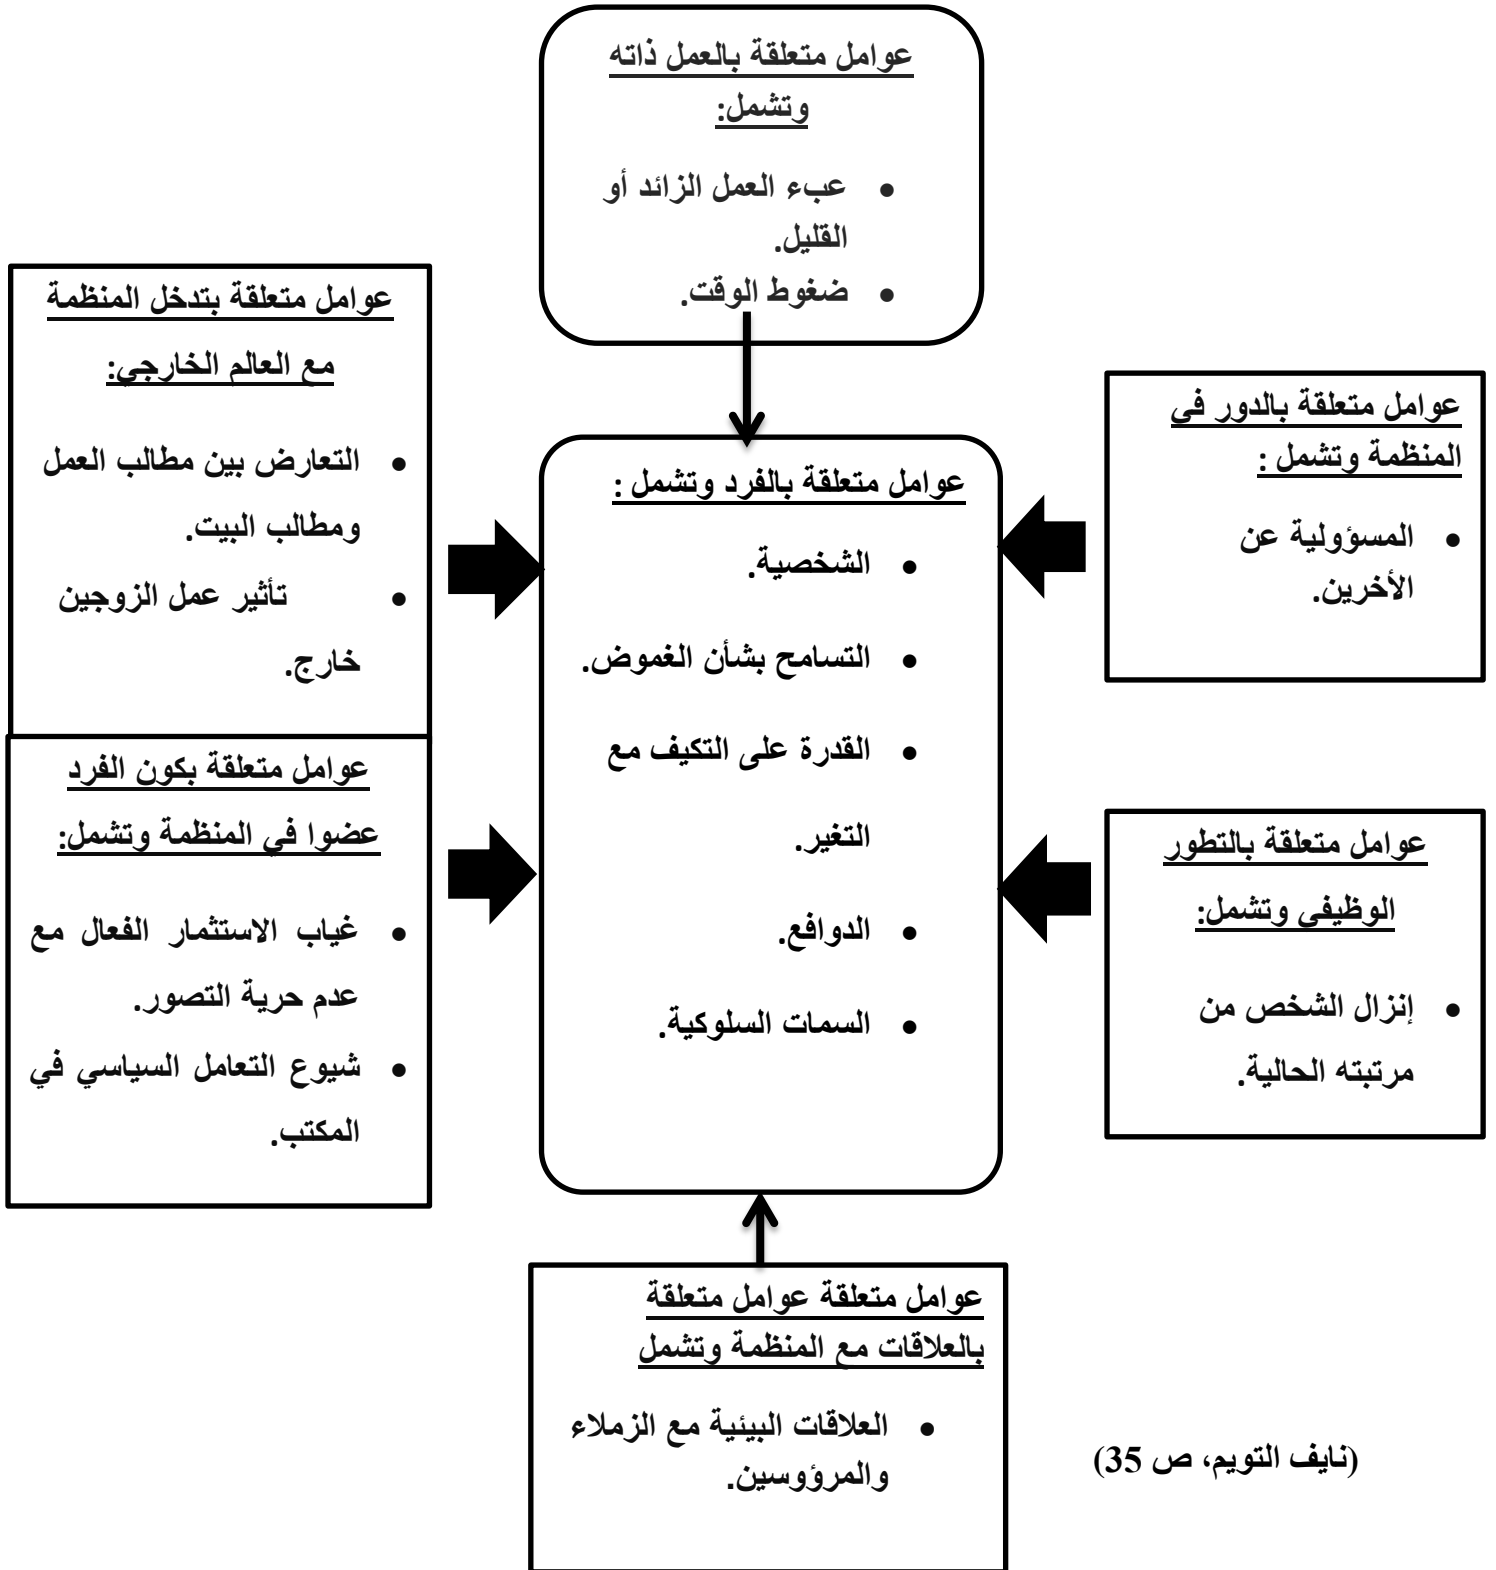 عوامل متعلقة بالعمل ذاته
وتشمل:
• عبء العمل الزائد أو
القليل.
• ضغوط الوقت.
عوامل متعلقة بالدور في
المنظمة وتشمل :
• المسؤولية عن
الأخرين.
عوامل متعلقة بتدخل المنظمة
مع العالم الخارجي:
• التعارض بين مطالب العمل
ومطالب البيت.
• تأثير عمل الزوجين
خارج.
عوامل متعلقة بالفرد وتشمل :
• الشخصية.
• التسامح بشأن الغموض.
• القدرة على التكيف مع
التغير.
• الدوافع.
• السمات السلوكية.
عوامل متعلقة بالتطور
الوظيفي وتشمل:
• إنزال الشخص من
مرتبته الحالية.
عوامل متعلقة بكون الفرد
عضوا في المنظمة وتشمل:
• غياب الاستثمار الفعال مع
عدم حرية التصور.
• شيوع التعامل السياسي في
المكتب.
عوامل متعلقة عوامل متعلقة
بالعلاقات مع المنظمة وتشمل
• العلاقات البيئية مع الزملاء
والمرؤوسين.
(نايف التويم، ص 35)